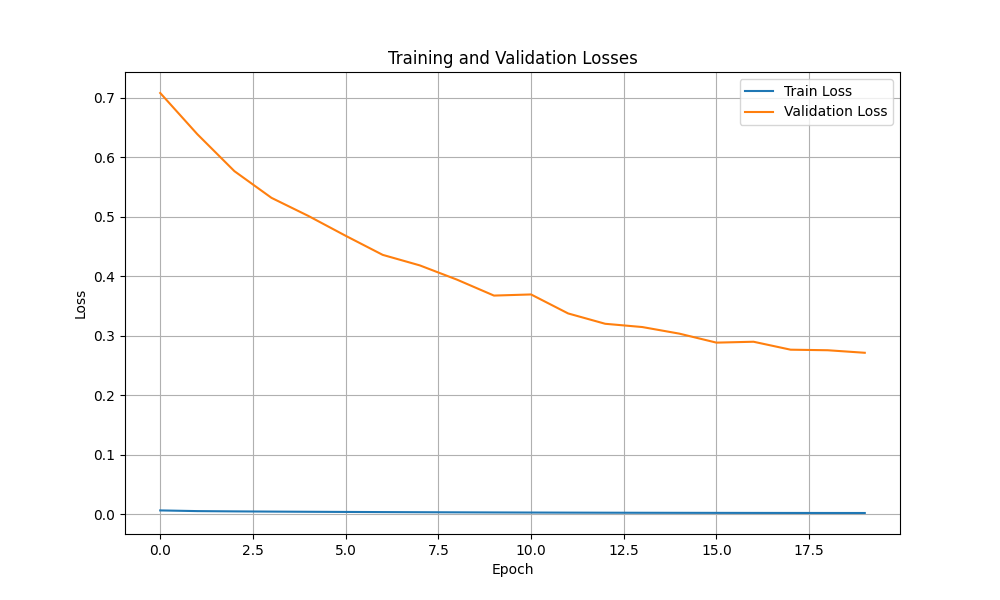 Training and Validation Losses
Train Loss
Validation Loss
0.7
0.6
0.5
0.4
0.3
0.2
0.1
0.0
Loss
0.0 2.5 5.0 7.5 10.0 12.5 15.0 17.5
Epoch